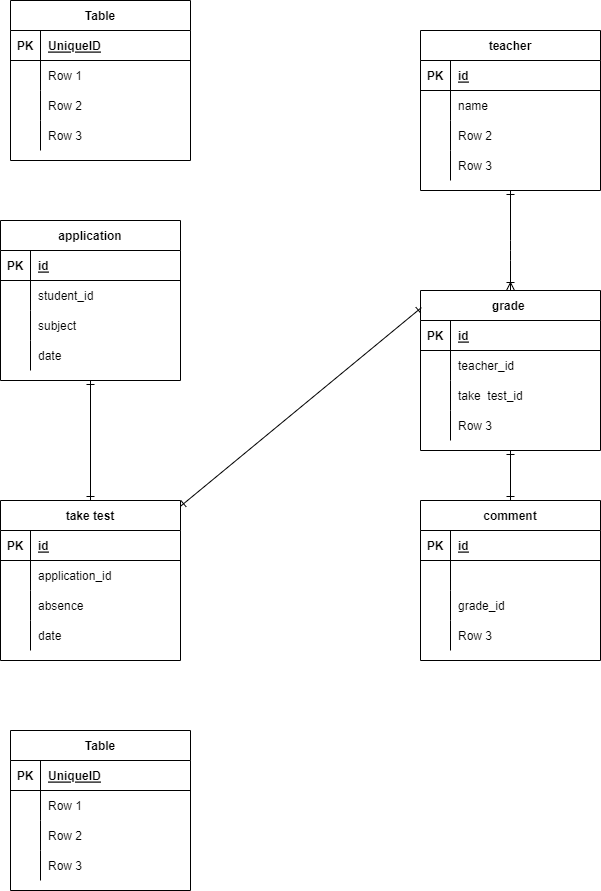 Table
PK UniqueID
Row 1
Row 2
Row 3
teacher
PK id
name
Row 2
Row 3
application
PK id
student_id
subject
date
grade
PK id
teacher_id
take test_id
Row 3
take test
PK id
application_id
absence
date
comment
PK id
grade_id
Row 3
Table
PK UniqueID
Row 1
Row 2
Row 3